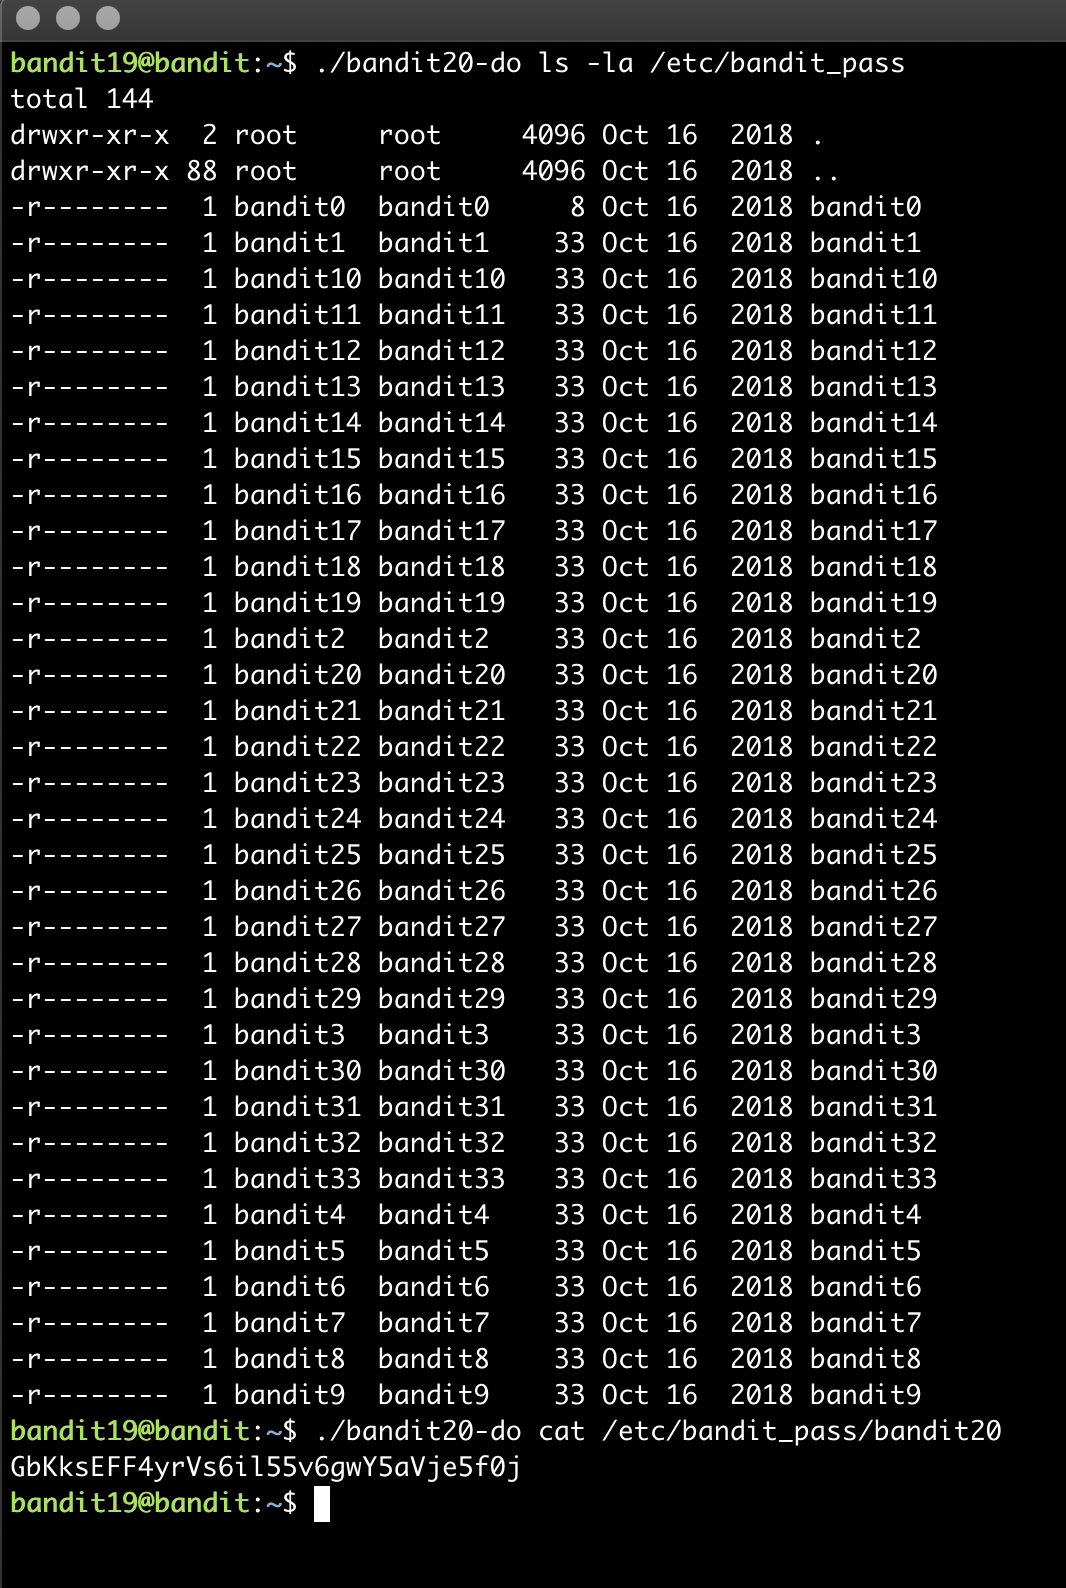 bandit19@bandit:~$ ./bandit20-do ls -la /etc/bandit_pass
total 144
drwxr-xr-x  2 root     root     4096 Oct 16  2018 .
drwxr-xr-x 88 root     root     4096 Oct 16  2018 ..
-r--------  1 bandit0  bandit0     8 Oct 16  2018 bandit0
-r--------  1 bandit1  bandit1    33 Oct 16  2018 bandit1
-r--------  1 bandit10 bandit10   33 Oct 16  2018 bandit10
-r--------  1 bandit11 bandit11   33 Oct 16  2018 bandit11
-r--------  1 bandit12 bandit12   33 Oct 16  2018 bandit12
-r--------  1 bandit13 bandit13   33 Oct 16  2018 bandit13
-r--------  1 bandit14 bandit14   33 Oct 16  2018 bandit14
-r--------  1 bandit15 bandit15   33 Oct 16  2018 bandit15
-r--------  1 bandit16 bandit16   33 Oct 16  2018 bandit16
-r--------  1 bandit17 bandit17   33 Oct 16  2018 bandit17
-r--------  1 bandit18 bandit18   33 Oct 16  2018 bandit18
-r--------  1 bandit19 bandit19   33 Oct 16  2018 bandit19
-r--------  1 bandit2  bandit2    33 Oct 16  2018 bandit2
-r--------  1 bandit20 bandit20   33 Oct 16  2018 bandit20
-r--------  1 bandit21 bandit21   33 Oct 16  2018 bandit21
-r--------  1 bandit22 bandit22   33 Oct 16  2018 bandit22
-r--------  1 bandit23 bandit23   33 Oct 16  2018 bandit23
-r--------  1 bandit24 bandit24   33 Oct 16  2018 bandit24
-r--------  1 bandit25 bandit25   33 Oct 16  2018 bandit25
-r--------  1 bandit26 bandit26   33 Oct 16  2018 bandit26
-r--------  1 bandit27 bandit27   33 Oct 16  2018 bandit27
-r--------  1 bandit28 bandit28   33 Oct 16  2018 bandit28
-r--------  1 bandit29 bandit29   33 Oct 16  2018 bandit29
-r--------  1 bandit3  bandit3    33 Oct 16  2018 bandit3
-r--------  1 bandit30 bandit30   33 Oct 16  2018 bandit30
-r--------  1 bandit31 bandit31   33 Oct 16  2018 bandit31
-r--------  1 bandit32 bandit32   33 Oct 16  2018 bandit32
-r--------  1 bandit33 bandit33   33 Oct 16  2018 bandit33
-r--------  1 bandit4  bandit4    33 Oct 16  2018 bandit4
-r--------  1 bandit5  bandit5    33 Oct 16  2018 bandit5
-r--------  1 bandit6  bandit6    33 Oct 16  2018 bandit6
-r--------  1 bandit7  bandit7    33 Oct 16  2018 bandit7
-r--------  1 bandit8  bandit8    33 Oct 16  2018 bandit8
-r--------  1 bandit9  bandit9    33 Oct 16  2018 bandit9
bandit19@bandit:~$ ./bandit20-do cat /etc/bandit_pass/bandit20
GbKksEFF4yrVs6il55v6gwY5aVje5f0j
bandit19@bandit:~$